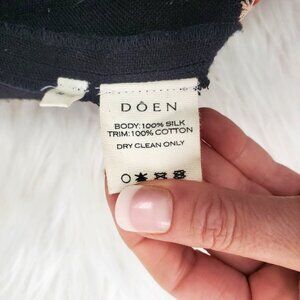 DÔEN
BODY: 100% SILK
TRIM: 100% COTTON
DRY CLEAN ONLY